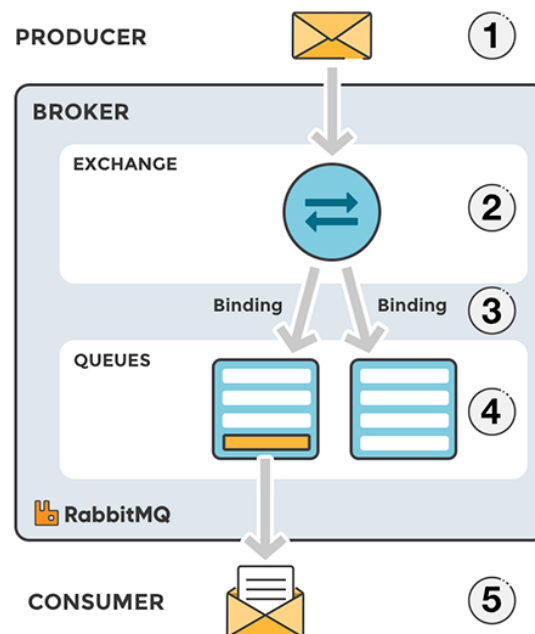 PRODUCER
1
BROKER
EXCHANGE
2
Binding Binding
3
QUEUES
4
RabbitMQ
CONSUMER
5